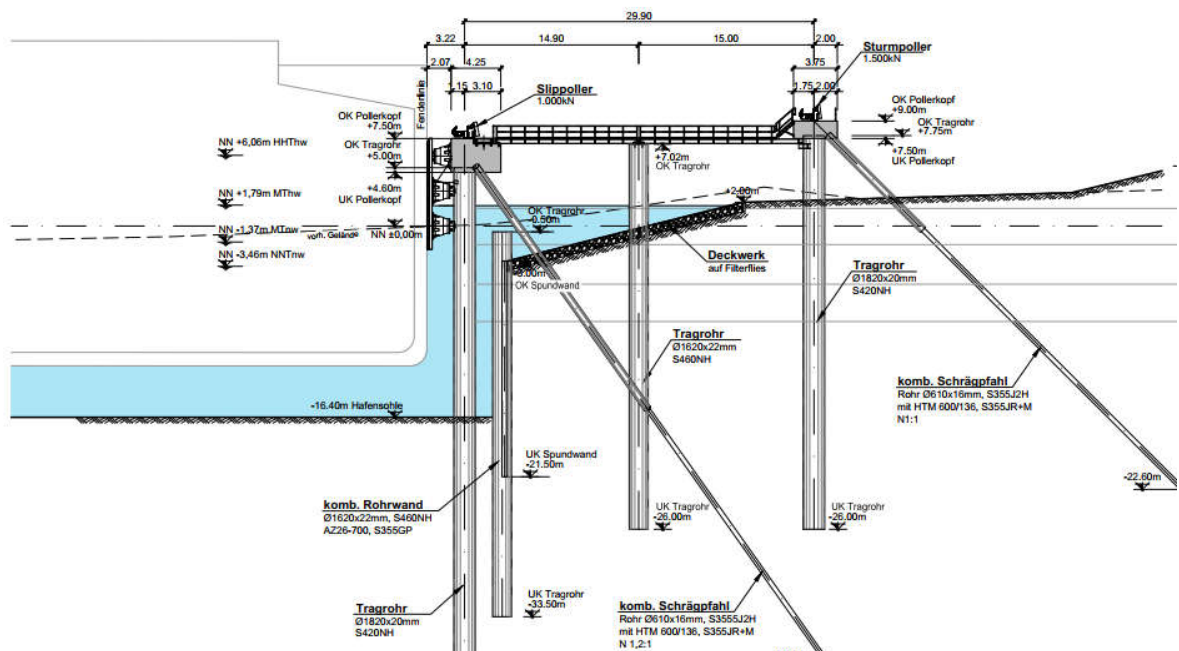 29.90
3.22
14.90
15.00
2.00
2.07
4.25
3.75
1.15
3.10
1.75
2.00
Fenderlinie
Slippoller
1.000kN
Sturmpoller
1.500kN
OK Pollerkopf
+7.50m
OK Pollerkopf
+9.00m
OK Tragrohr
+7.75m
+7.50m
UK Pollerkopf
NN +6,06m HHThw
OK Tragrohr
+5.00m
+7.02m
OK Tragrohr
NN +1,79m MThw
+4.60m
UK Pollerkopf
+2.00m
OK Tragrohr
-0.50m
NN -1,37m MTnw
vorh. Gelände
NN ±0,00m
NN -3,46m NNTnw
Deckwerk
auf Filterflies
-3.00m
OK Spundwand
Tragrohr
Ø1820x20mm
S420NH
Tragrohr
Ø1620x22mm
S460NH
komb. Schrägpfahl
Rohr Ø610x16mm, S355J2H
mit HTM 600/136, S355JR+M
N1:1
-16.40m Hafensohle
UK Spundwand
-21.50m
-22.60m
komb. Rohrwand
Ø1620x22mm, S460NH
AZ26-700, S355GP
UK Tragrohr
-26.00m
UK Tragrohr
-26.00m
UK Tragrohr
-33.50m
Tragrohr
Ø1820x20mm
S420NH
komb. Schrägpfahl
Rohr Ø610x16mm, S3555J2H
mit HTM 600/136, S355JR+M
N 1,2:1